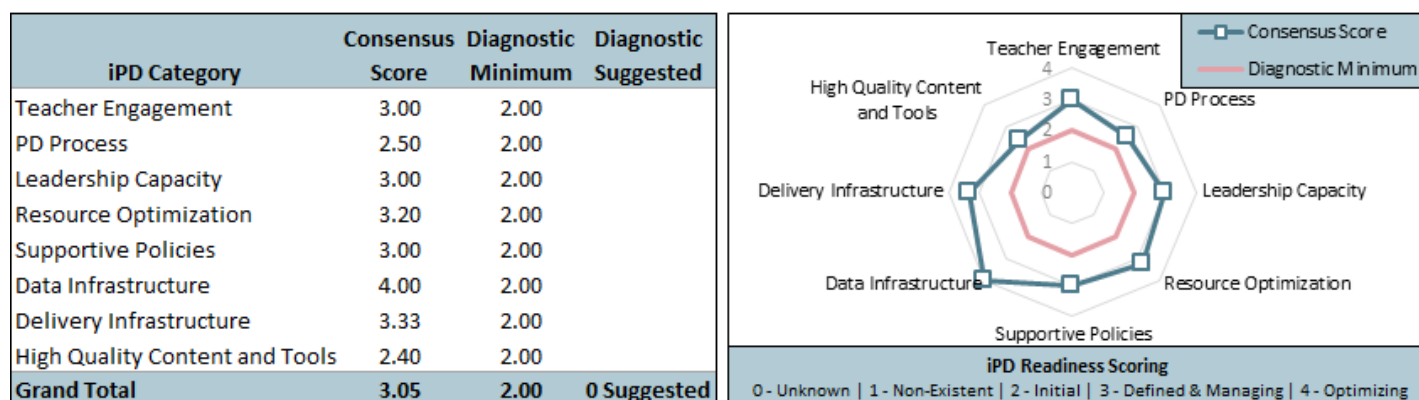 iPD Category Consensus Score Diagnostic Minimum Diagnostic Suggested
Teacher Engagement 3.00 2.00
PD Process 2.50 2.00
Leadership Capacity 3.00 2.00
Resource Optimization 3.20 2.00
Supportive Policies 3.00 2.00
Data Infrastructure 4.00 2.00
Delivery Infrastructure 3.33 2.00
High Quality Content and Tools 2.40 2.00
Grand Total 3.05 2.00 0 Suggested
Consensus Score
Diagnostic Minimum
Teacher Engagement
PD Process
Leadership Capacity
Resource Optimization
Supportive Policies
Data Infrastructure
Delivery Infrastructure
High Quality Content
and Tools
4
3
2
1
0
iPD Readiness Scoring
0 - Unknown | 1 - Non-Existent | 2 - Initial | 3 - Defined & Managing | 4 - Optimizing